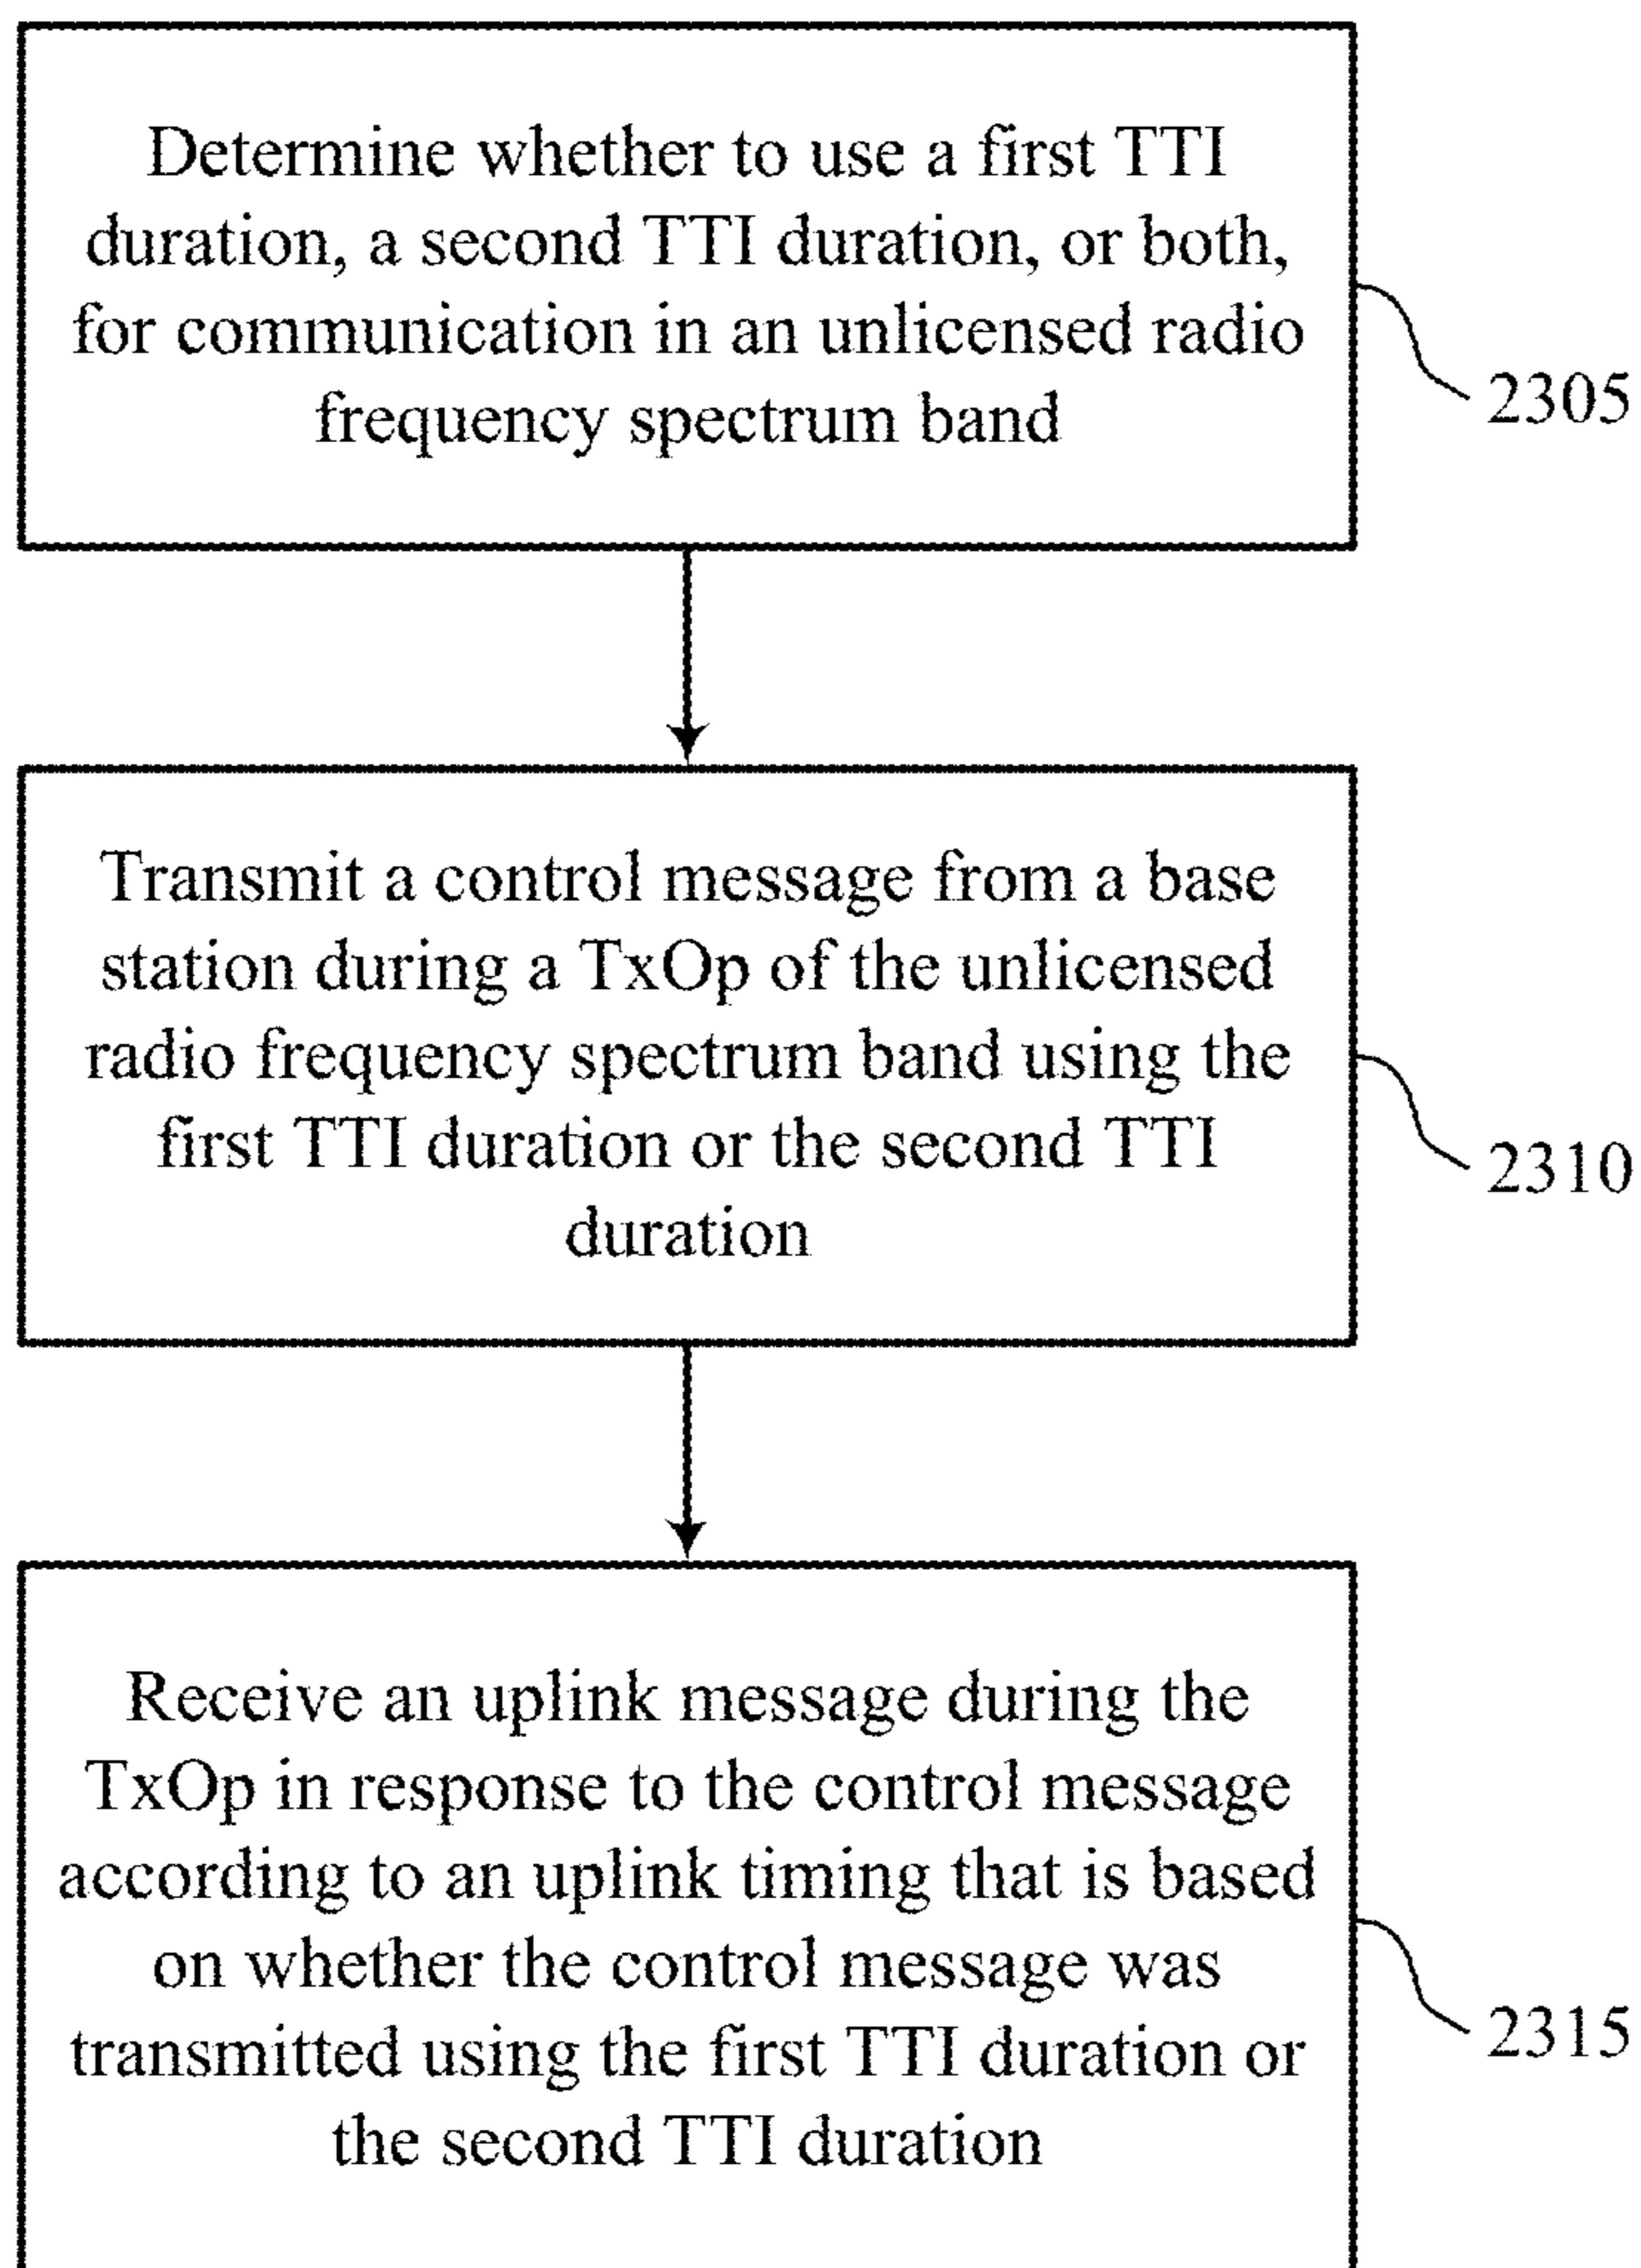 Determine whether to use a first TTI
duration, a second TTI duration, or both,
for communication in an unlicensed radio
frequency spectrum band
2305
Transmit a control message from a base
station during a TxOp of the unlicensed
radio frequency spectrum band using the
first TTI duration or the second TTI
duration
2310
Receive an uplink message during the
TxOp in response to the control message
according to an uplink timing that is based
on whether the control message was
transmitted using the first TTI duration or
the second TTI duration
2315